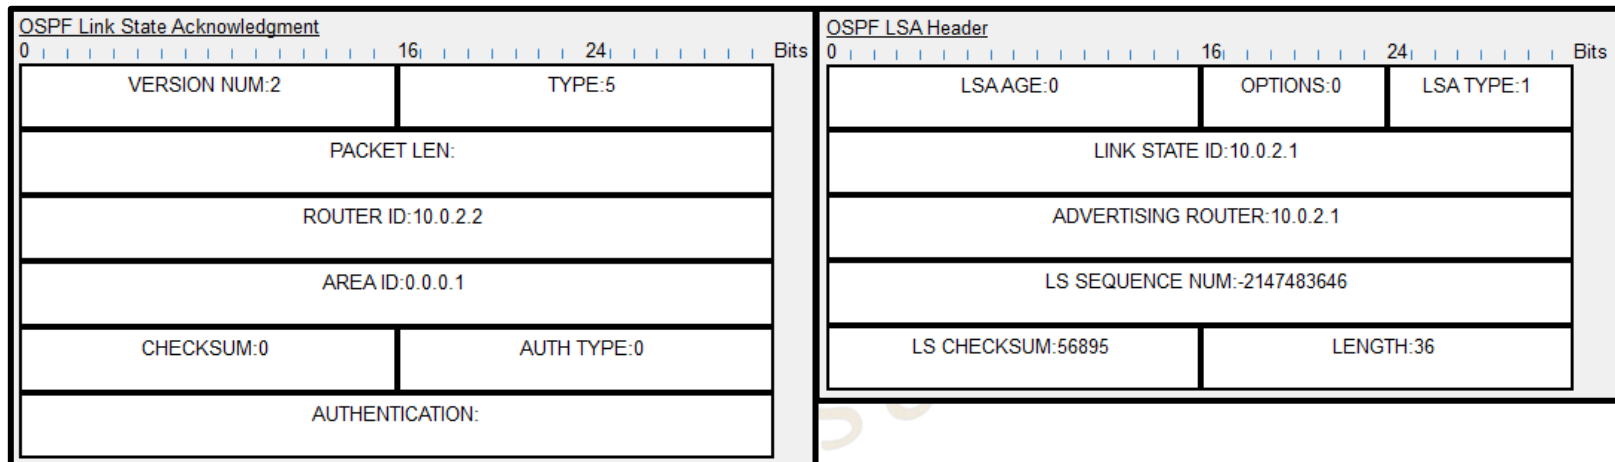 OSPF Link State Acknowledgment
0 16 24 Bits
VERSION NUM:2 TYPE:5
PACKET LEN:
ROUTER ID:10.0.2.2
AREA ID:0.0.0.1
CHECKSUM:0 AUTH TYPE:0
AUTHENTICATION:
OSPF LSA Header
0 16 24 Bits
LSA AGE:0 OPTIONS:0 LSA TYPE:1
LINK STATE ID:10.0.2.1
ADVERTISING ROUTER:10.0.2.1
LS SEQUENCE NUM:-2147483646
LS CHECKSUM:56895 LENGTH:36